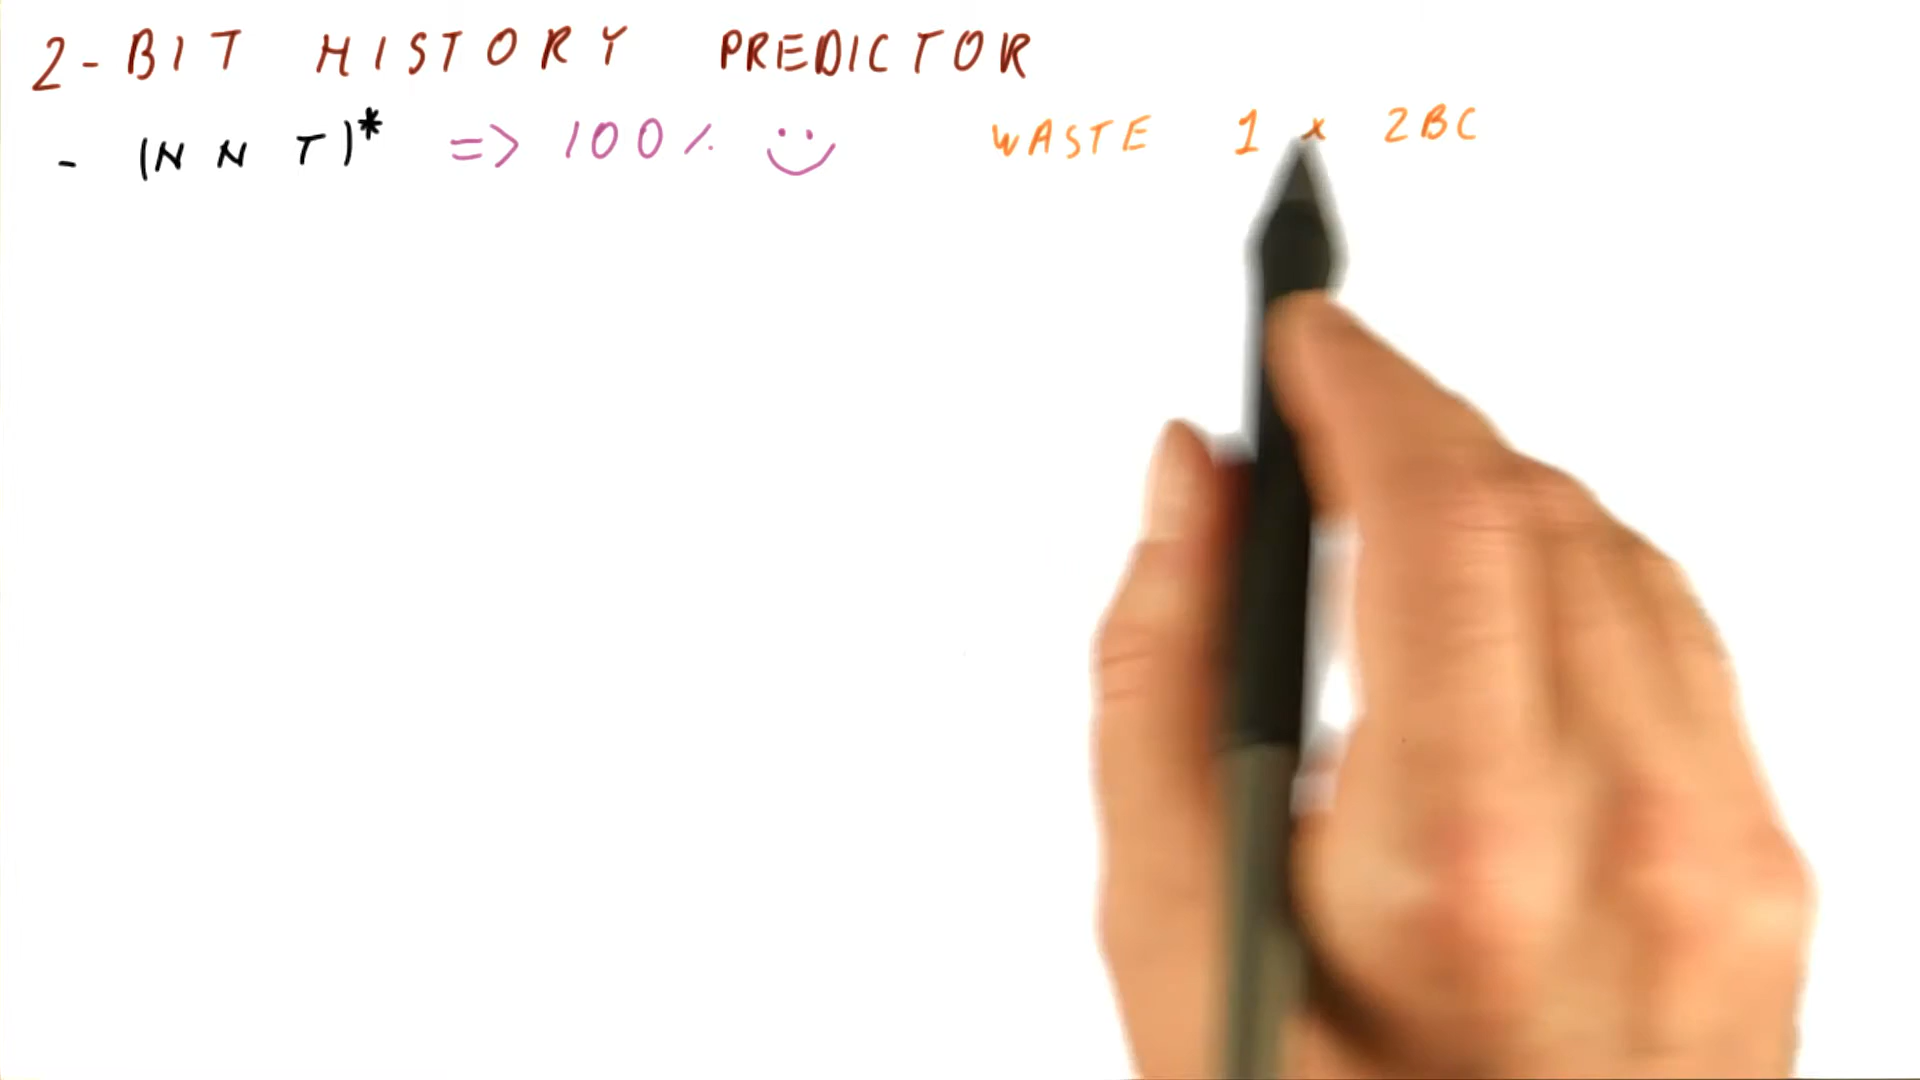 2-BIT HISTORY PREDICTOR
- (N N T)* => 100% WASTE 1 x 2BC